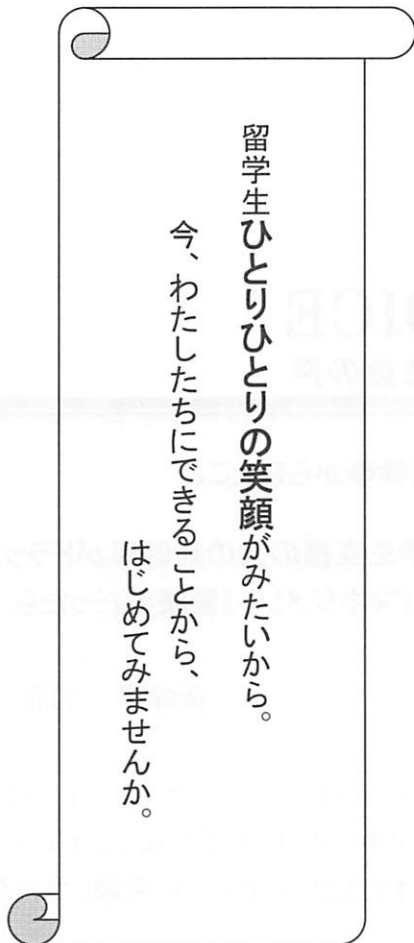 留学生ひとりひとりの笑顔がみたいから。
今、わたしたちにできることから、
はじめてみませんか。